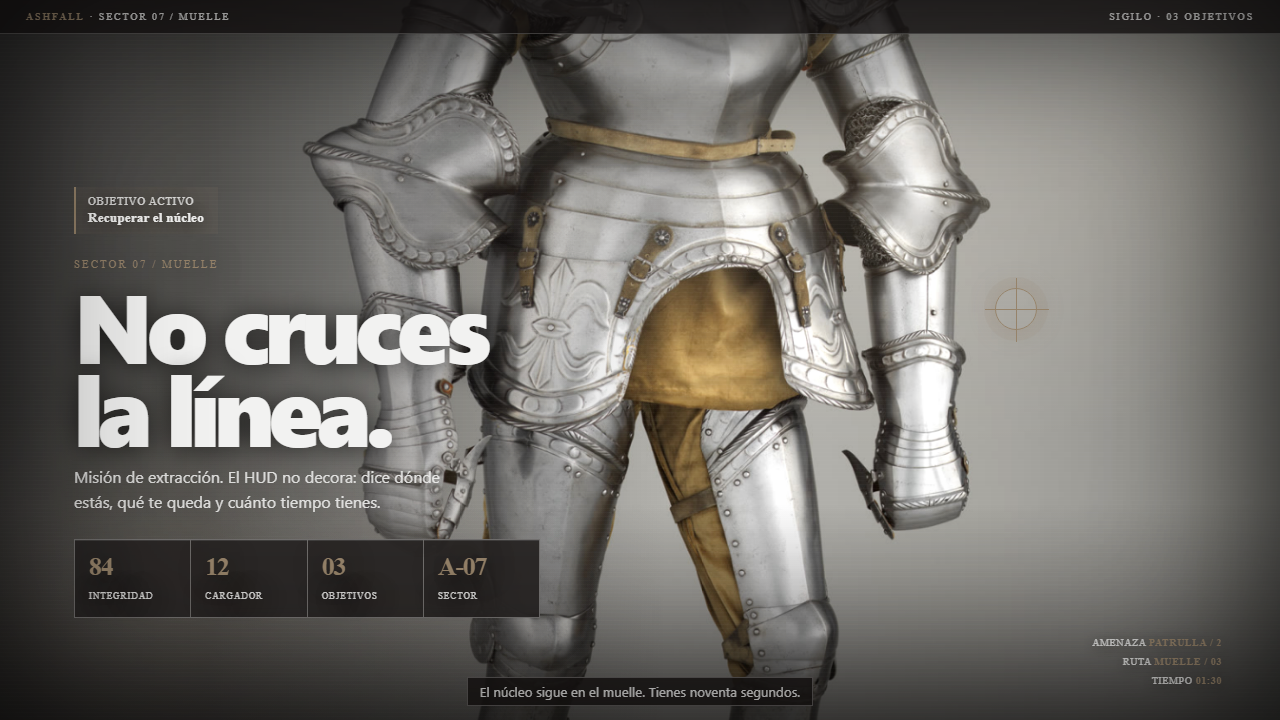 ASHFALL · SECTOR 07 / MUELLE
SIGILO · 03 OBJETIVOS
OBJETIVO ACTIVO
Recuperar el núcleo
SECTOR 07 / MUELLE
No cruces
la línea.
Misión de extracción. El HUD no decora: dice dónde
estás, qué te queda y cuánto tiempo tienes.
84
INTEGRIDAD
12
CARGADOR
03
OBJETIVOS
A-07
SECTOR
AMENAZA PATRULLA / 2
RUTA MUELLE / 03
TIEMPO 01:30
El núcleo sigue en el muelle. Tienes noventa segundos.